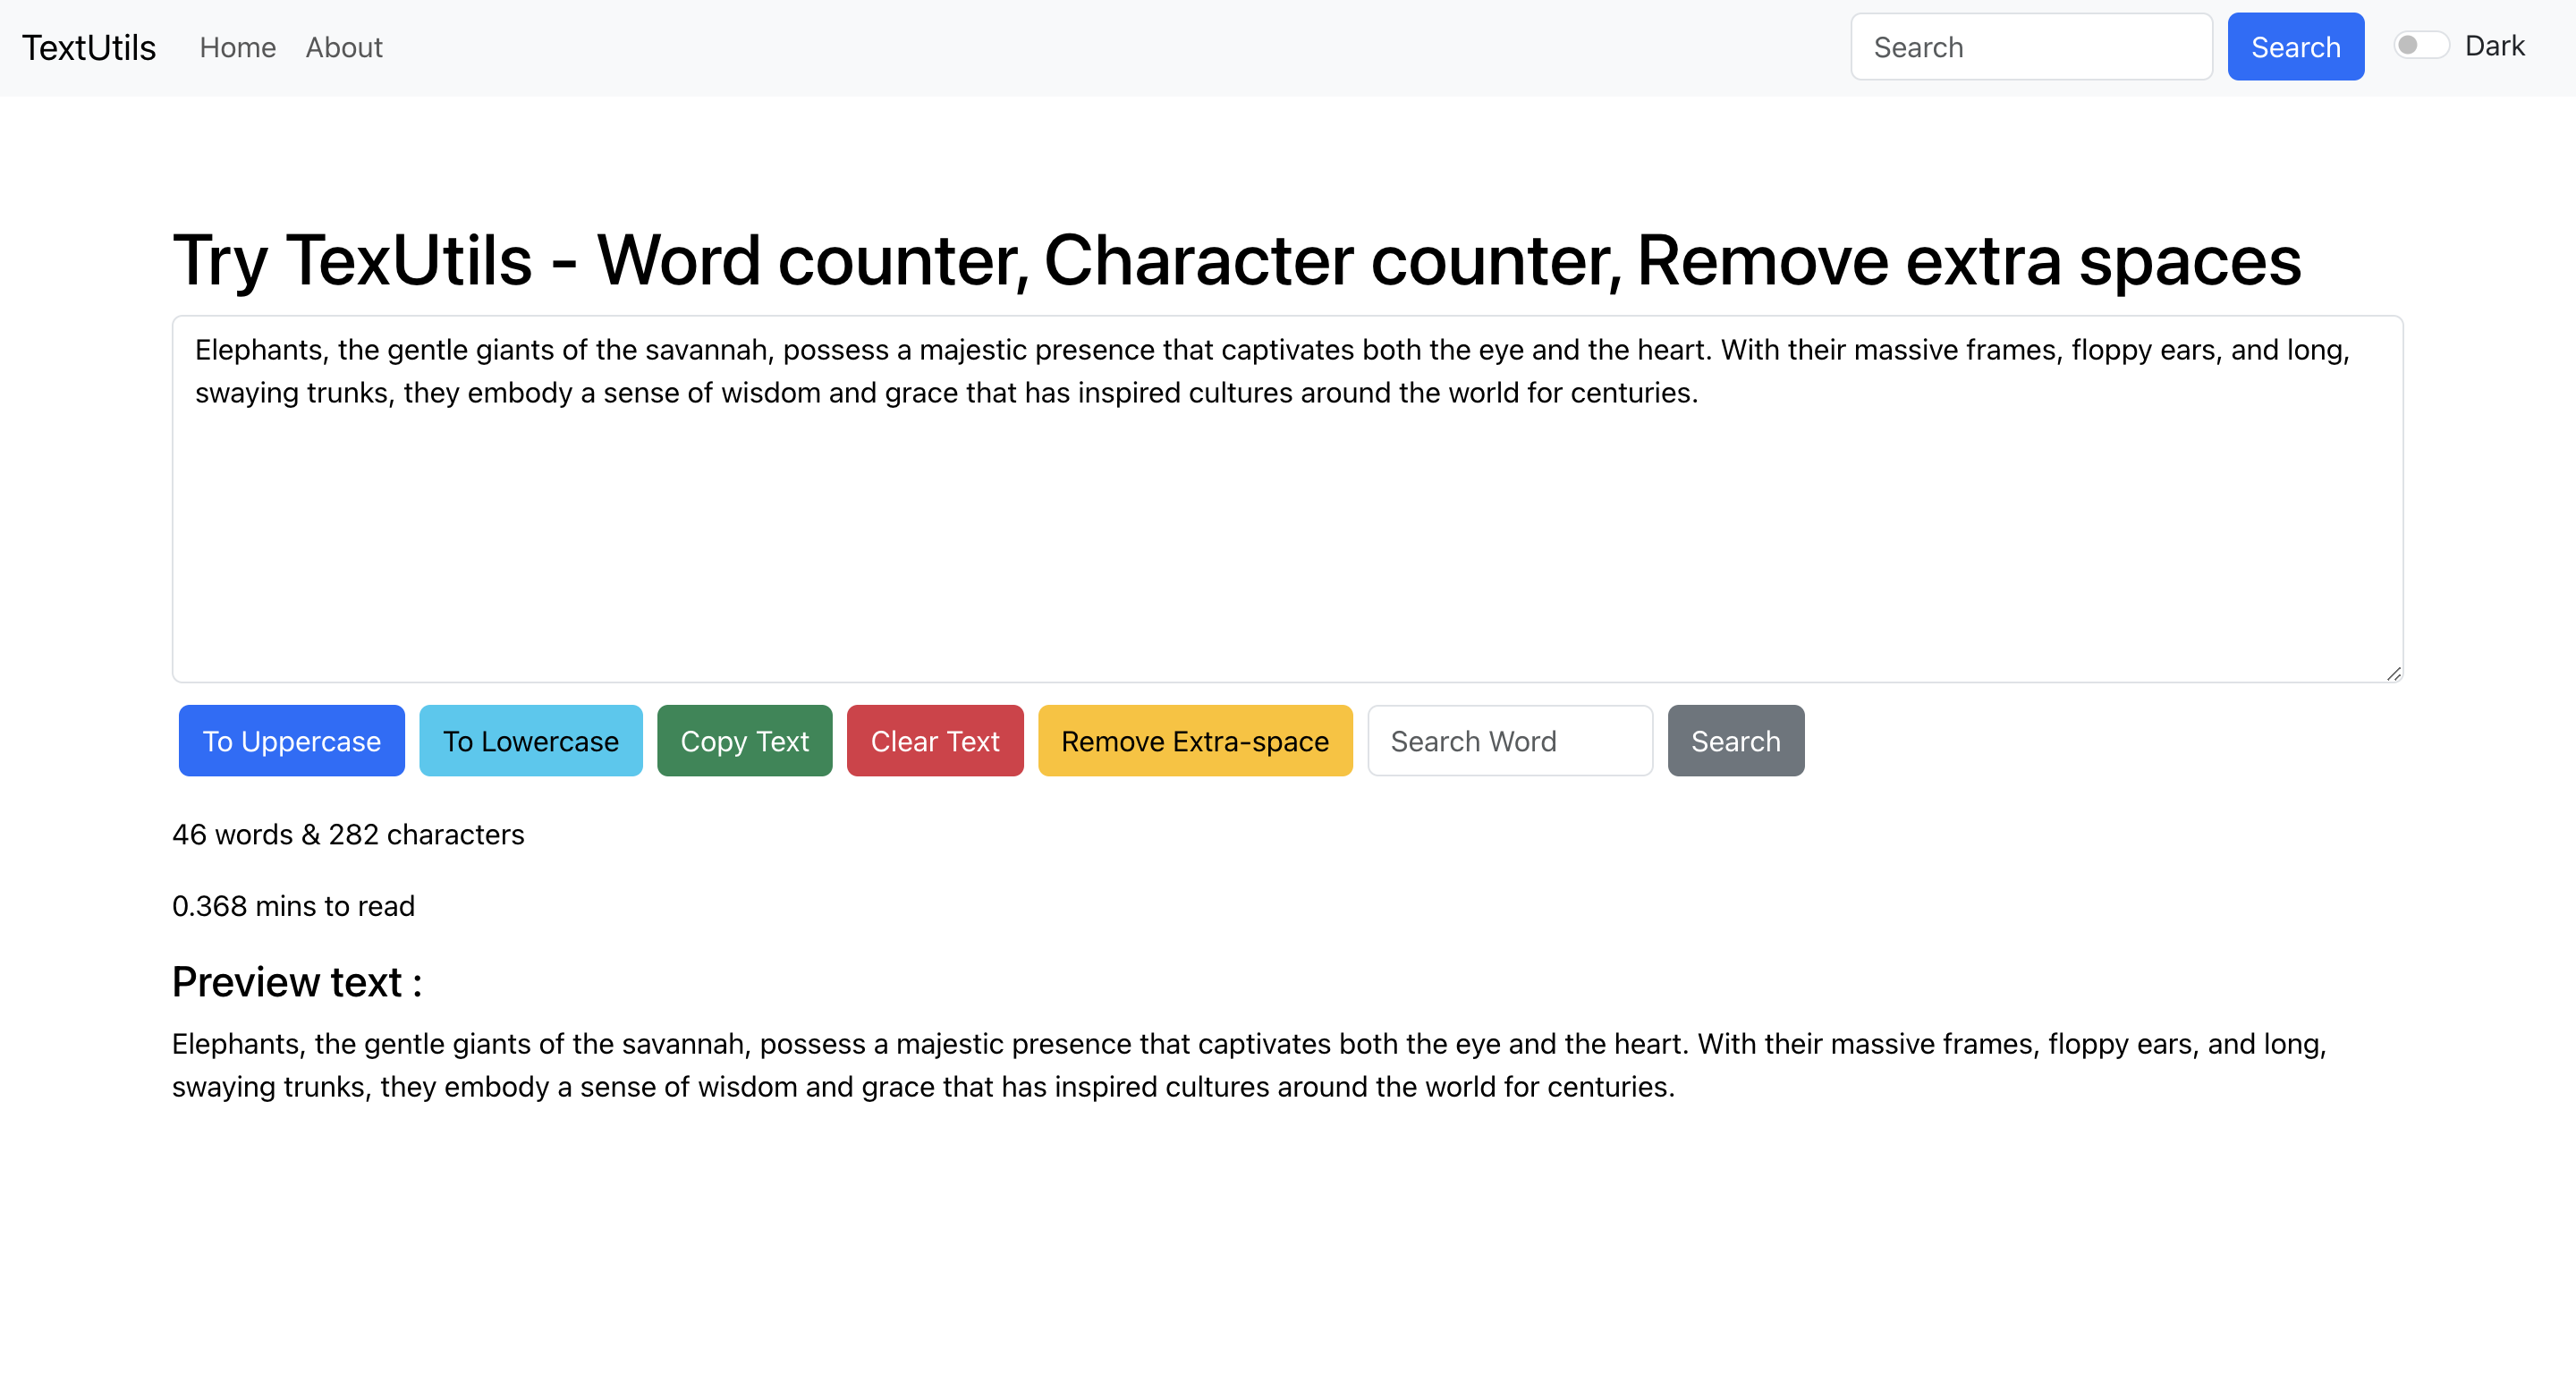 TextUtils Home About Search Search Dark
Try TexUtils - Word counter, Character counter, Remove extra spaces
Elephants, the gentle giants of the savannah, possess a majestic presence that captivates both the eye and the heart. With their massive frames, floppy ears, and long,
swaying trunks, they embody a sense of wisdom and grace that has inspired cultures around the world for centuries.
To Uppercase To Lowercase Copy Text Clear Text Remove Extra-space Search Word Search
46 words & 282 characters
0.368 mins to read
Preview text :
Elephants, the gentle giants of the savannah, possess a majestic presence that captivates both the eye and the heart. With their massive frames, floppy ears, and long,
swaying trunks, they embody a sense of wisdom and grace that has inspired cultures around the world for centuries.